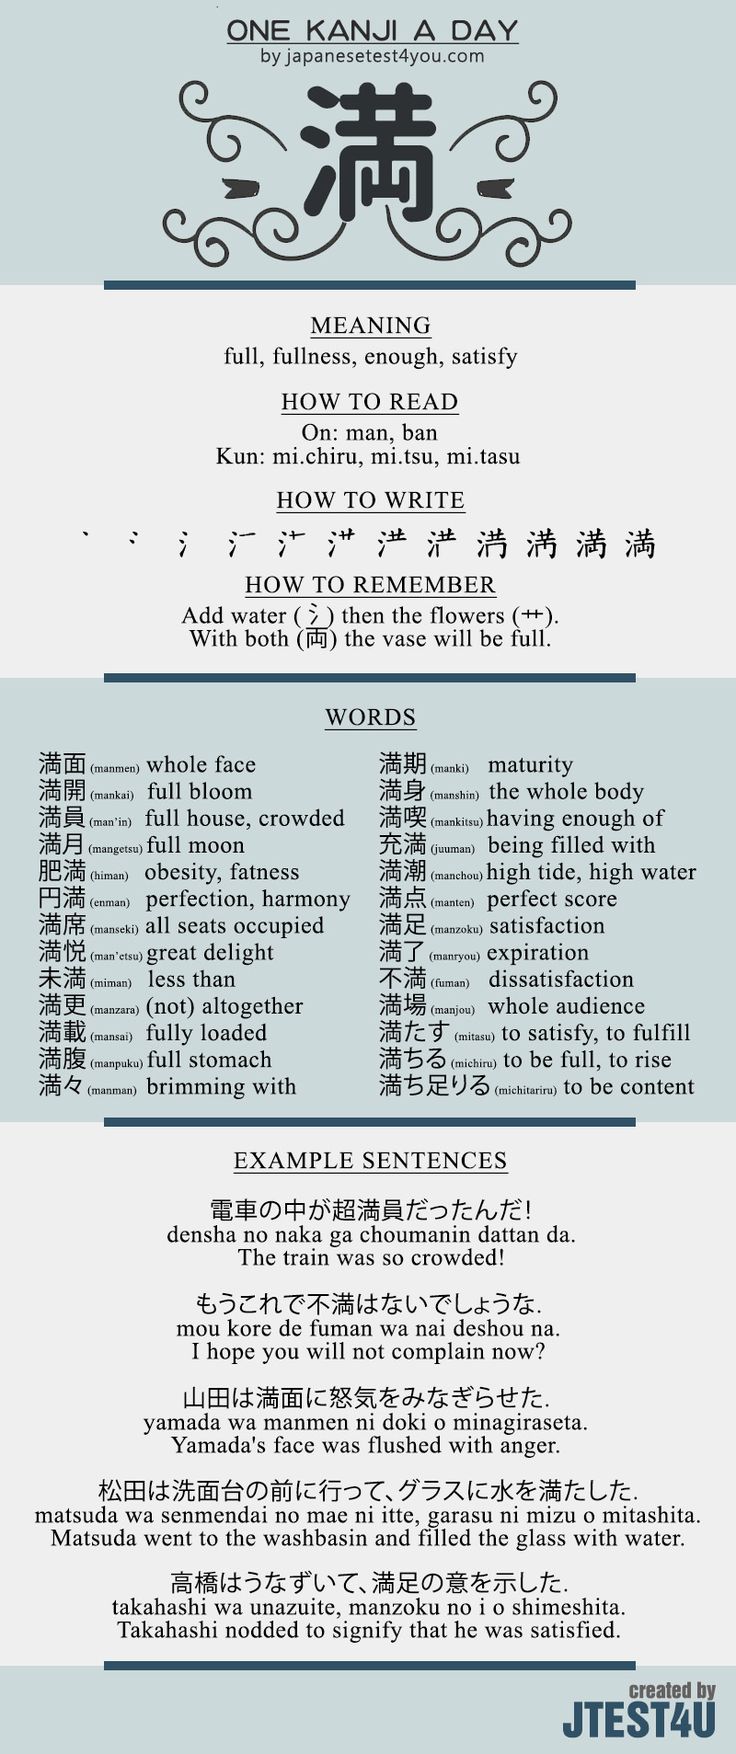 ONE KANJI A DAY
by japanesetest4you.com
満
MEANING
full, fullness, enough, satisfy
HOW TO READ
On: man, ban
Kun: mi.chiru, mi.tsu, mi.tasu
HOW TO WRITE
満
HOW TO REMEMBER
Add water (氵) then the flowers (艹).
With both (両) the vase will be full.
WORDS
満面 (manmen) whole face
満開 (mankai) full bloom
満員 (man'in) full house, crowded
満月 (mangetsu) full moon
肥満 (himan) obesity, fatness
円満 (enman) perfection, harmony
満席 (manseki) all seats occupied
満悦 (man'etsu) great delight
未満 (miman) less than
満更 (manzara) (not) altogether
満載 (mansai) fully loaded
満腹 (manpuku) full stomach
満々 (manman) brimming with
満期 (manki) maturity
満身 (manshin) the whole body
満喫 (mankitsu) having enough of
充満 (juuman) being filled with
満潮 (manchou) high tide, high water
満点 (manten) perfect score
満足 (manzoku) satisfaction
満了 (manryou) expiration
不満 (fuman) dissatisfaction
満場 (manjou) whole audience
満たす (mitasu) to satisfy, to fulfill
満ちる (michiru) to be full, to rise
満ち足りる (michitariru) to be content
EXAMPLE SENTENCES
電車の中が超満員だったんだ!
densha no naka ga choumanin dattan da.
The train was so crowded!
もうこれで不満はないでしょうな.
mou kore de fuman wa nai deshou na.
I hope you will not complain now?
山田は満面に怒気をみなぎらせた.
yamada wa manmen ni doki o minagiraseta.
Yamada's face was flushed with anger.
松田は洗面台の前に行って、グラスに水を満たした.
matsuda wa senmendai no mae ni itte, garasu ni mizu o mitashita.
Matsuda went to the washbasin and filled the glass with water.
高橋はうなずいて、満足の意を示した.
takahashi wa unazuite, manzoku no i o shimeshita.
Takahashi nodded to signify that he was satisfied.
created by
JTEST4U